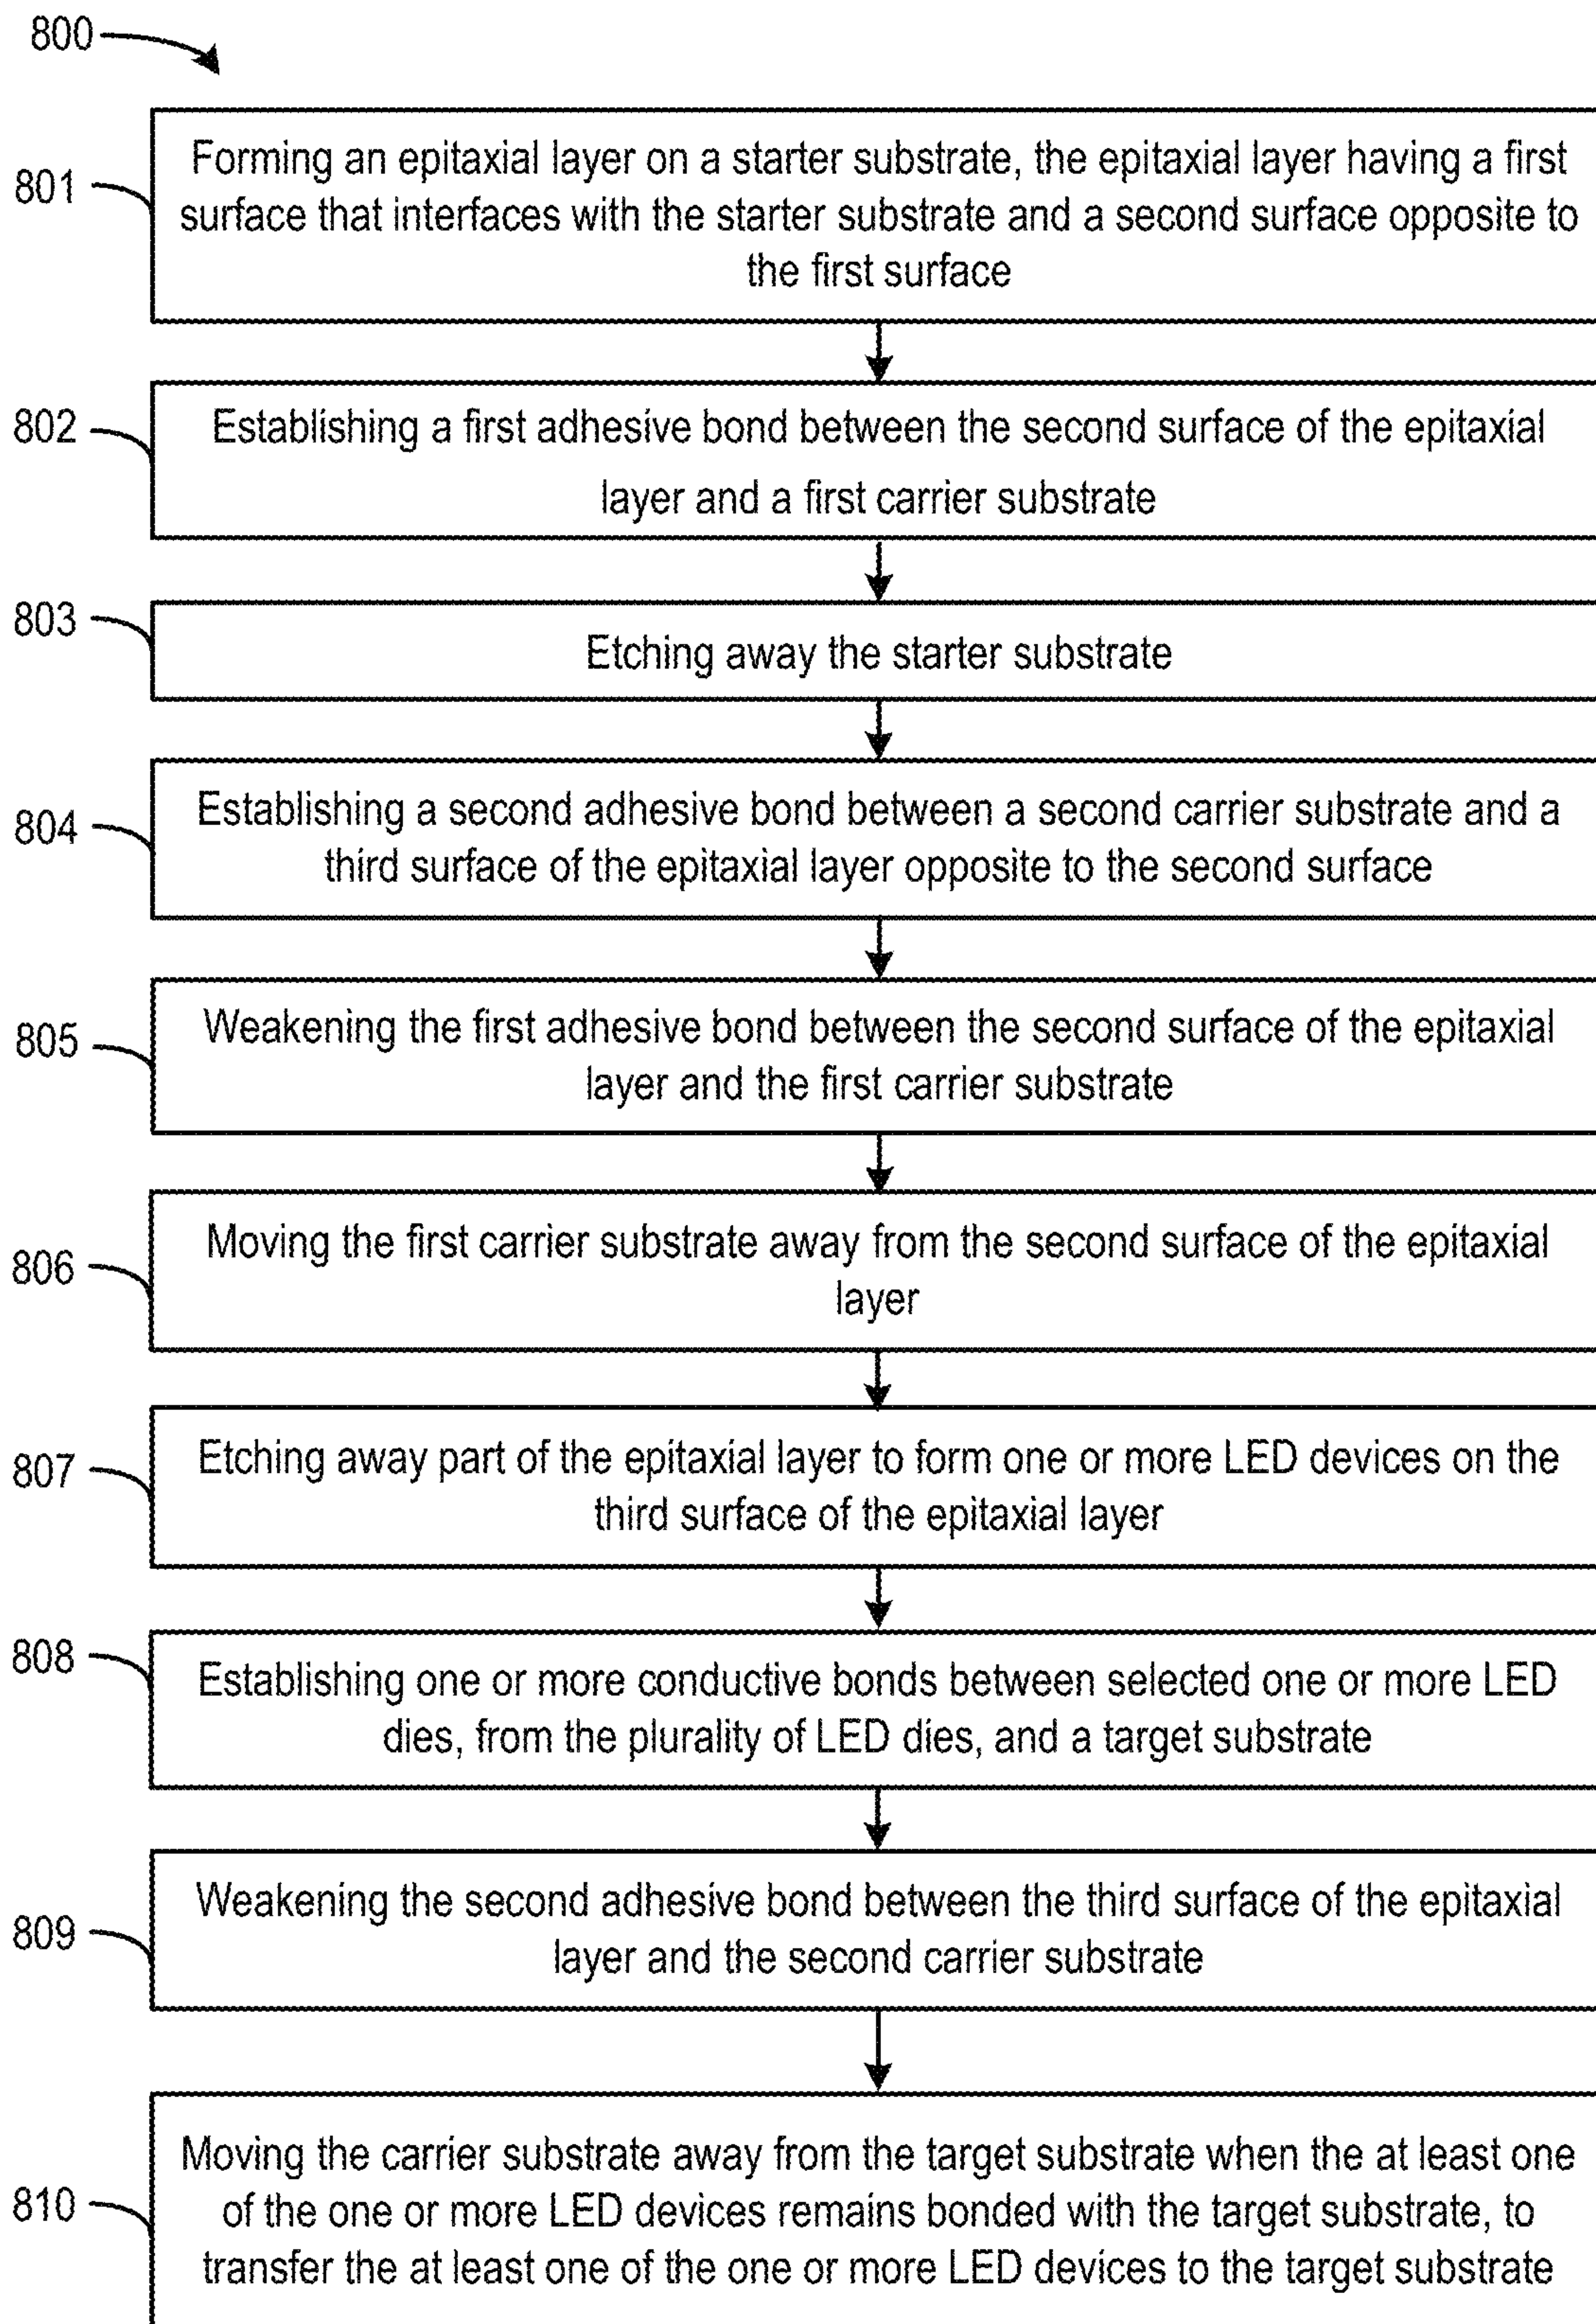 800
801
Forming an epitaxial layer on a starter substrate, the epitaxial layer having a first
surface that interfaces with the starter substrate and a second surface opposite to
the first surface
802
Establishing a first adhesive bond between the second surface of the epitaxial
layer and a first carrier substrate
803
Etching away the starter substrate
804
Establishing a second adhesive bond between a second carrier substrate and a
third surface of the epitaxial layer opposite to the second surface
805
Weakening the first adhesive bond between the second surface of the epitaxial
layer and the first carrier substrate
806
Moving the first carrier substrate away from the second surface of the epitaxial
layer
807
Etching away part of the epitaxial layer to form one or more LED devices on the
third surface of the epitaxial layer
808
Establishing one or more conductive bonds between selected one or more LED
dies, from the plurality of LED dies, and a target substrate
809
Weakening the second adhesive bond between the third surface of the epitaxial
layer and the second carrier substrate
810
Moving the carrier substrate away from the target substrate when the at least one
of the one or more LED devices remains bonded with the target substrate, to
transfer the at least one of the one or more LED devices to the target substrate